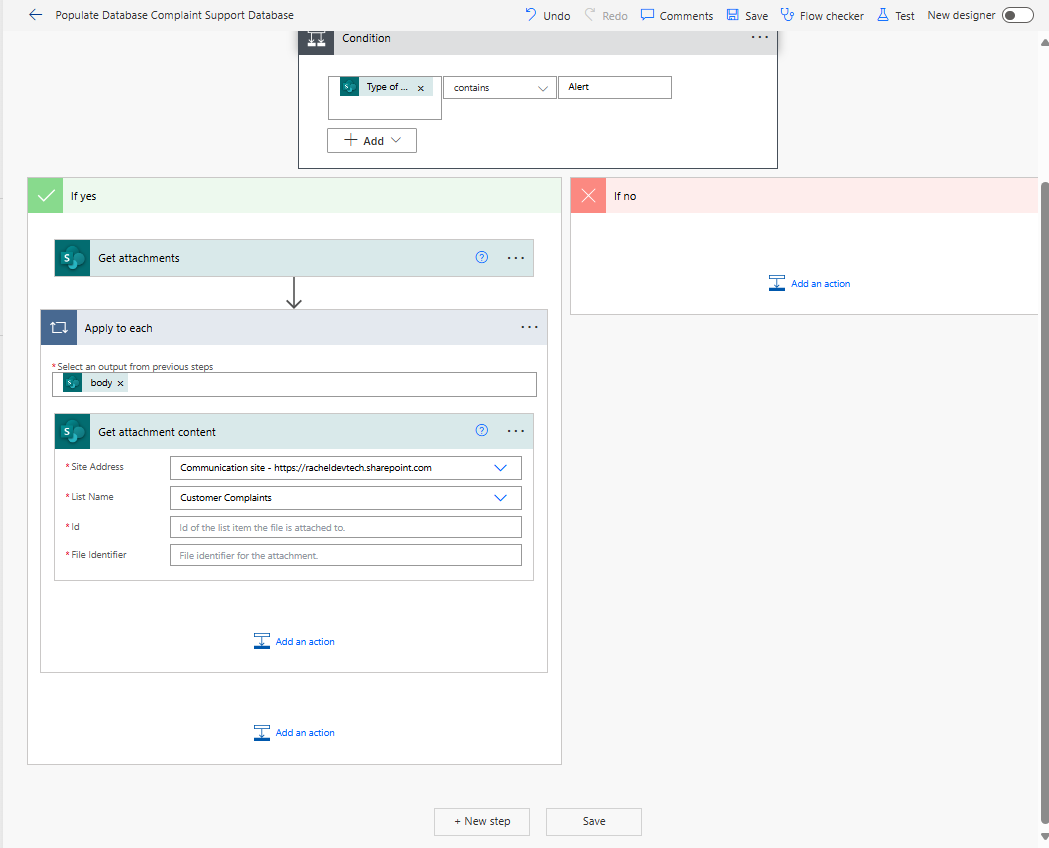 Populate Database Complaint Support Database Undo Redo Comments Save Flow checker Test New designer
Condition
Type of ... x contains Alert
Add
If yes
If no
Get attachments
Add an action
Apply to each
*Select an output from previous steps
body x
Get attachment content
* Site Address Communication site - https://racheldevtech.sharepoint.com
* List Name Customer Complaints
* Id Id of the list item the file is attached to.
* File Identifier File identifier for the attachment.
Add an action
Add an action
+ New step Save